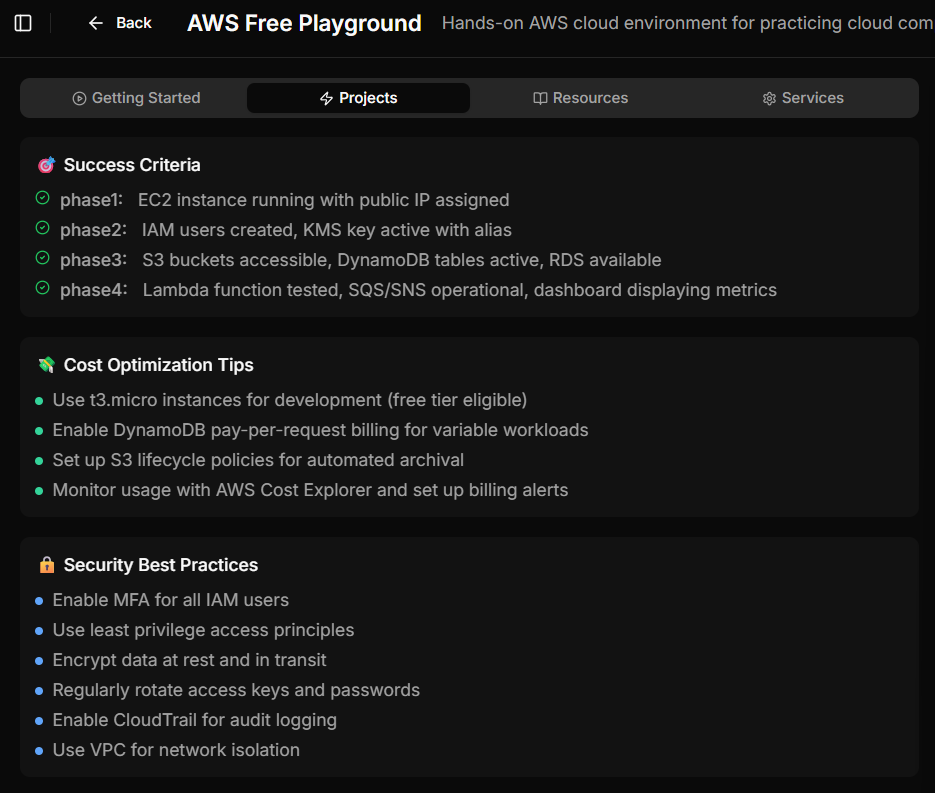 Back
AWS Free Playground
Hands-on AWS cloud environment for practicing cloud com
Getting Started
Projects
Resources
Services
Success Criteria
phase1: EC2 instance running with public IP assigned
phase2: IAM users created, KMS key active with alias
phase3: S3 buckets accessible, DynamoDB tables active, RDS available
phase4: Lambda function tested, SQS/SNS operational, dashboard displaying metrics
Cost Optimization Tips
Use t3.micro instances for development (free tier eligible)
Enable DynamoDB pay-per-request billing for variable workloads
Set up S3 lifecycle policies for automated archival
Monitor usage with AWS Cost Explorer and set up billing alerts
Security Best Practices
Enable MFA for all IAM users
Use least privilege access principles
Encrypt data at rest and in transit
Regularly rotate access keys and passwords
Enable CloudTrail for audit logging
Use VPC for network isolation